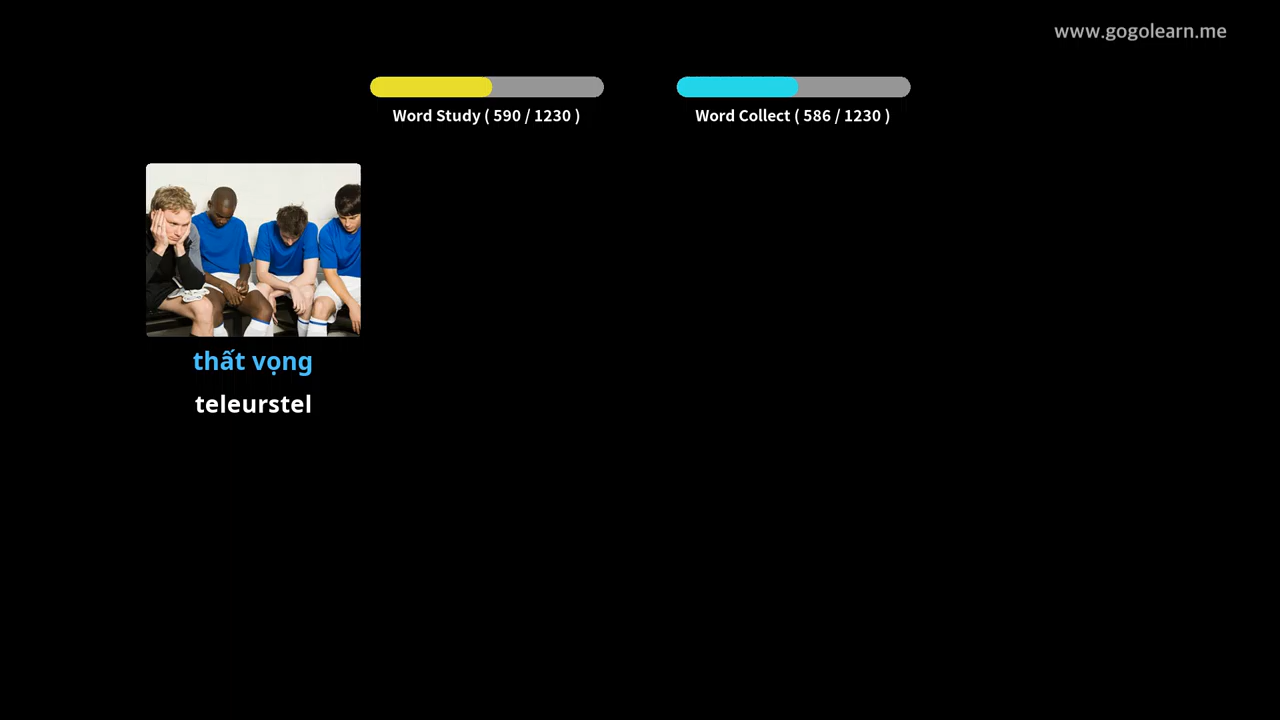 www.gogolearn.me
Word Study ( 590 / 1230 )
Word Collect ( 586 / 1230 )
thất vọng
teleurstel